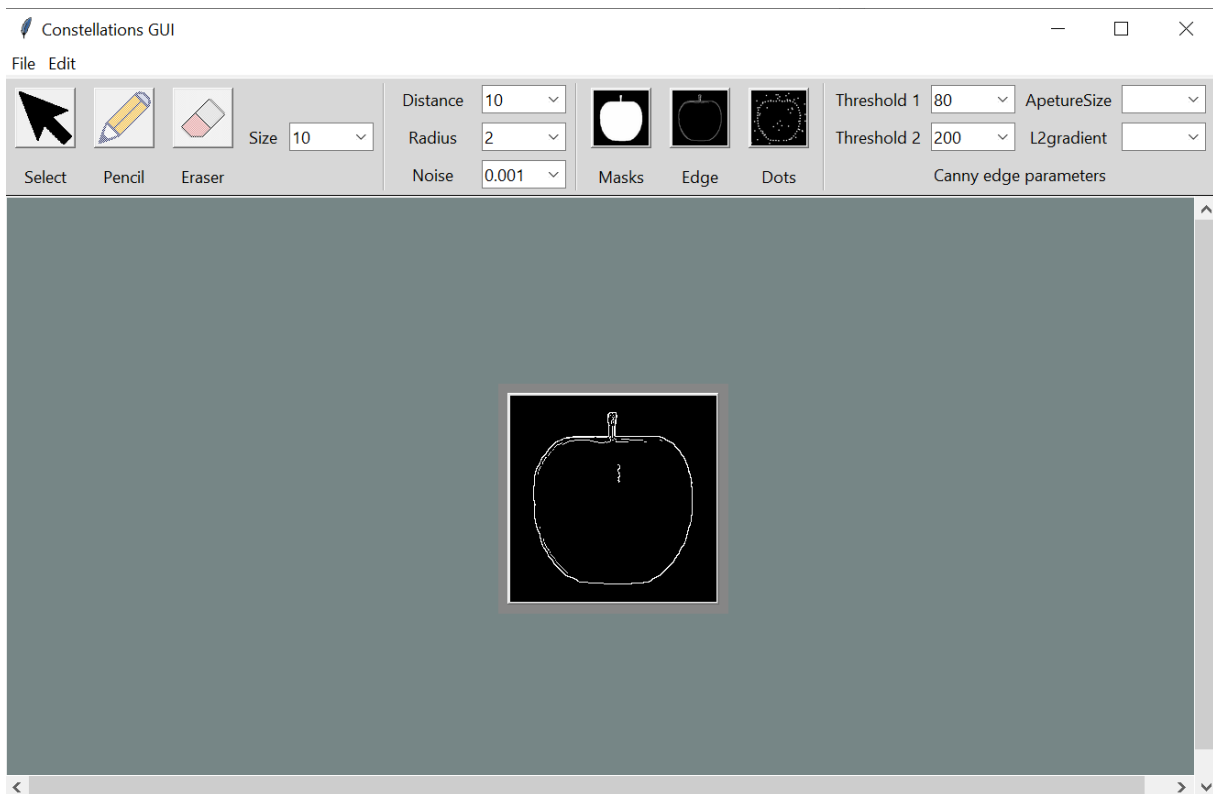 Constellations GUI
File Edit
Distance 10 Threshold 1 80 ApetureSize
Size 10 Radius 2 Threshold 2 200 L2gradient
Select Pencil Eraser Noise 0.001 Masks Edge Dots Canny edge parameters